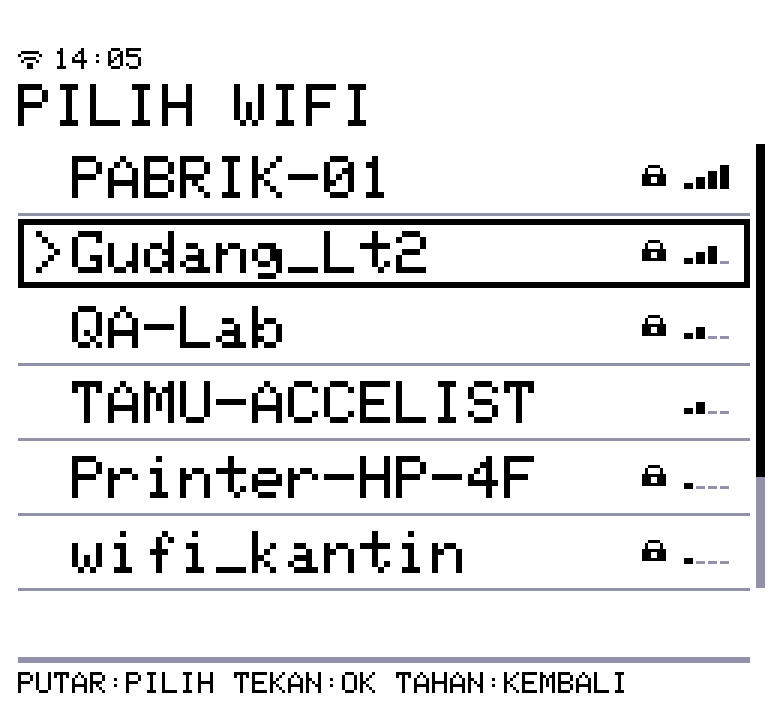 14:05
PILIH WIFI
PABRIK-01
>Gudang_Lt2
QA-Lab
TAMU-ACCELIST
Printer-HP-4F
wifi_kantin
PUTAR:PILIH TEKAN:OK TAHAN:KEMBALI